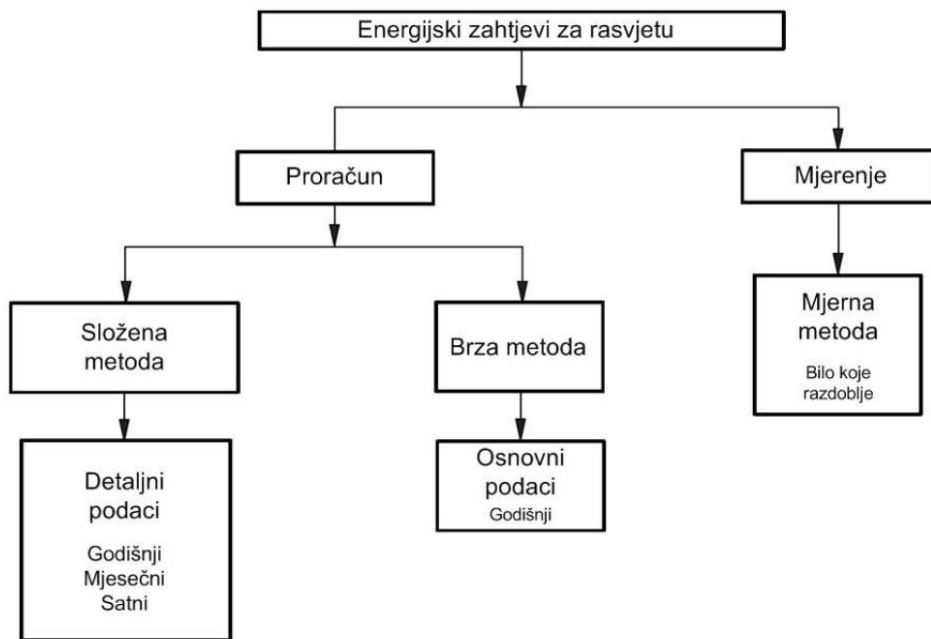 Energijski zahtjevi za rasvjetu
Proračun
Mjerenje
Složena
metoda
Brza metoda
Mjerna
metoda
Bilo koje
razdoblje
Detaljni
podaci
Godišnji
Mjesečni
Satni
Osnovni
podaci
Godišnji